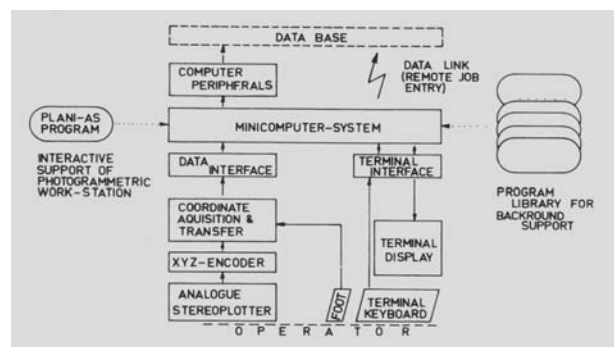 DATA BASE
COMPUTER
PERIPHFRALS
DATA LINK
(REMOTE JOB
ENTRY)
PLANI-AS
PROGRAM
MINICOMPUTER-SYSTEM
INTERACTIVE
SUPPORT OF
PHOTOGRAMMETRIC
WORK-STATION
DATA
INTERFACE
TERMINAL
INTERFACE
PROGRAM
LIBRARY FOR
BACKROUND
SUPPORT
COORDINATE
AQUISITION &
TRANSFER
TERMINAL
DISPLAY
XYZ-ENCODER
ANALOGUE
STEREOPLOTTER
FOOT
TERMINAL
KEYBOARD
OPERATOR